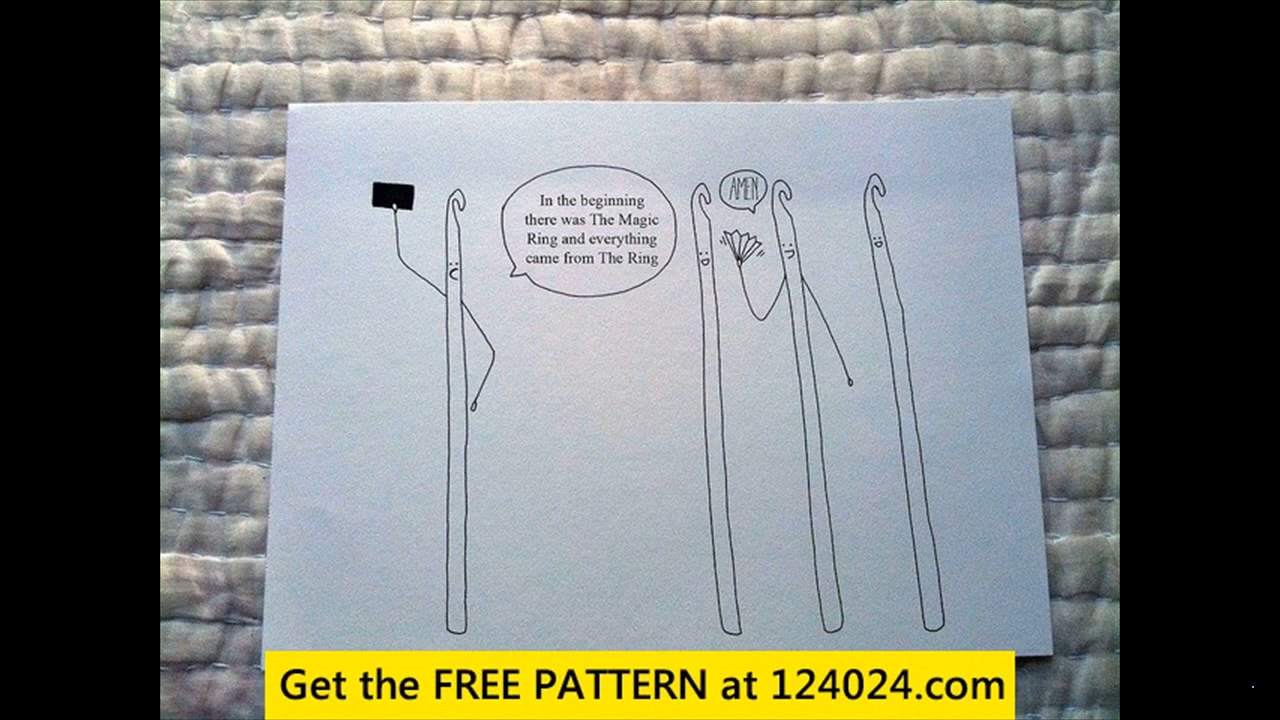 In the beginning
there was The Magic
Ring and everything
came from The Ring
AMEN
Get the FREE PATTERN at 124024.com